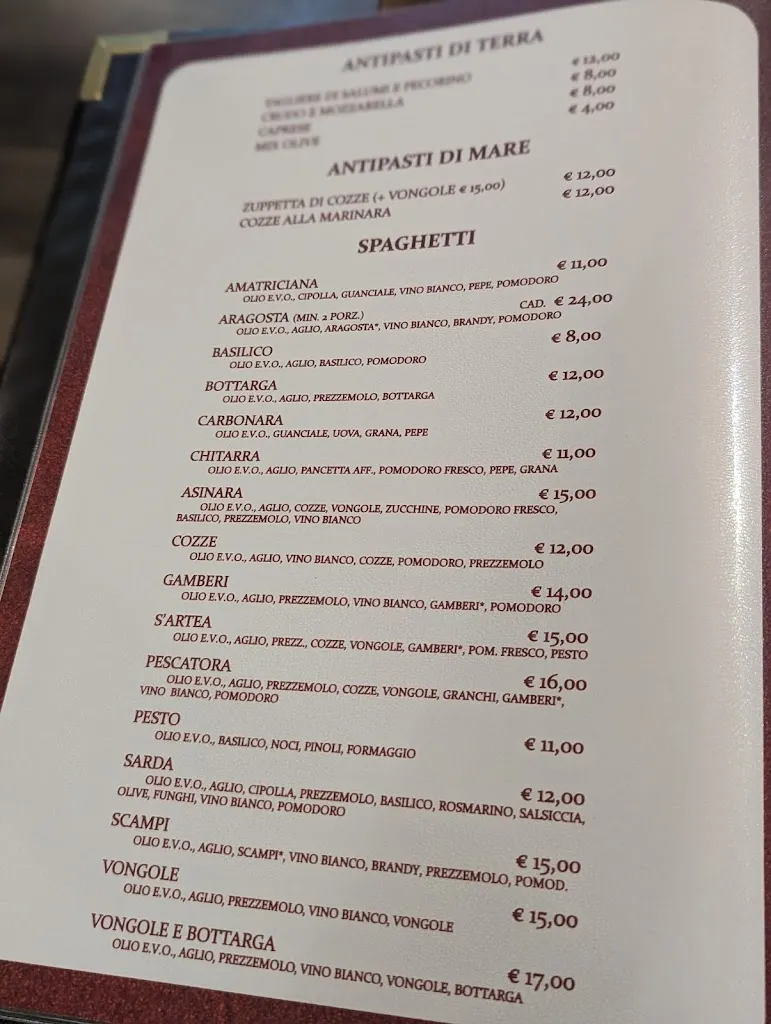 ANTIPASTI DI TERRA
TAGLIERE DI SALUMI E PECORINO € 12,00
CRUDO E MOZZARELLA € 8,00
CAPRESE € 8,00
MIX OLIVE € 4,00
ANTIPASTI DI MARE
ZUPPETTA DI COZZE (+ VONGOLE € 15,00) € 12,00
COZZE ALLA MARINARA € 12,00
SPAGHETTI
AMATRICIANA € 11,00
OLIO E.V.O., CIPOLLA, GUANCIALE, VINO BIANCO, PEPE, POMODORO
ARAGOSTA (MIN. 2 PORZ.) CAD. € 24,00
OLIO E.V.O., AGLIO, ARAGOSTA*, VINO BIANCO, BRANDY, POMODORO
BASILICO € 8,00
OLIO E.V.O., AGLIO, BASILICO, POMODORO
BOTTARGA € 12,00
OLIO E.V.O., AGLIO, PREZZEMOLO, BOTTARGA
CARBONARA € 12,00
OLIO E.V.O., GUANCIALE, UOVA, GRANA, PEPE
CHITARRA € 11,00
OLIO E.V.O., AGLIO, PANCETTA AFF., POMODORO FRESCO, PEPE, GRANA
ASINARA € 15,00
OLIO E.V.O., AGLIO, COZZE, VONGOLE, ZUCCHINE, POMODORO FRESCO,
BASILICO, PREZZEMOLO, VINO BIANCO
COZZE € 12,00
OLIO E.V.O., AGLIO, VINO BIANCO, COZZE, POMODORO, PREZZEMOLO
GAMBERI € 14,00
OLIO E.V.O., AGLIO, PREZZEMOLO, VINO BIANCO, GAMBERI*, POMODORO
S'ARTEA € 15,00
OLIO E.V.O., AGLIO, PREZZ., COZZE, VONGOLE, GAMBERI*, POM. FRESCO, PESTO
PESCATORA € 16,00
OLIO E.V.O., AGLIO, PREZZEMOLO, COZZE, VONGOLE, GRANCHI, GAMBERI*,
VINO BIANCO, POMODORO
PESTO € 11,00
OLIO E.V.O., BASILICO, NOCI, PINOLI, FORMAGGIO
SARDA € 12,00
OLIO E.V.O., AGLIO, CIPOLLA, PREZZEMOLO, BASILICO, ROSMARINO, SALSICCIA,
OLIVE, FUNGHI, VINO BIANCO, POMODORO
SCAMPI € 15,00
OLIO E.V.O., AGLIO, SCAMPI*, VINO BIANCO, BRANDY, PREZZEMOLO, POMOD.
VONGOLE € 15,00
OLIO E.V.O., AGLIO, PREZZEMOLO, VINO BIANCO, VONGOLE
VONGOLE E BOTTARGA € 17,00
OLIO E.V.O., AGLIO, PREZZEMOLO, VINO BIANCO, VONGOLE, BOTTARGA